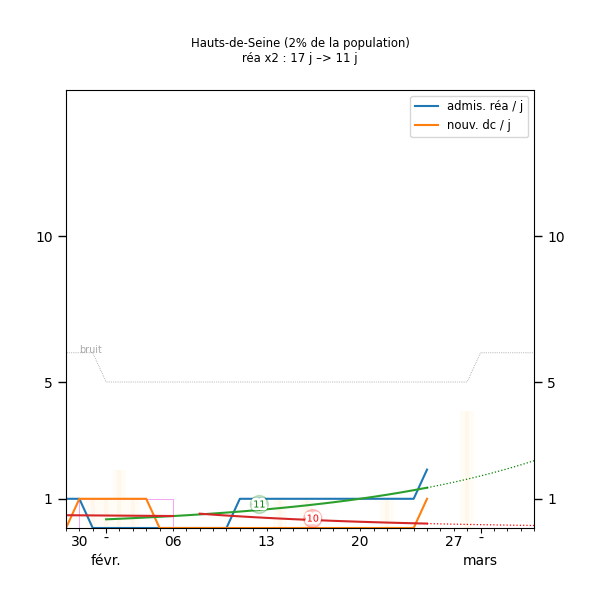 Hauts-de-Seine (2% de la population)
réa x2 : 17 j –> 11 j
admis. réa / j
nouv. dc / j
10
10
bruit
5
5
11
10
1
1
30
-
06
13
20
27
-
févr.
mars